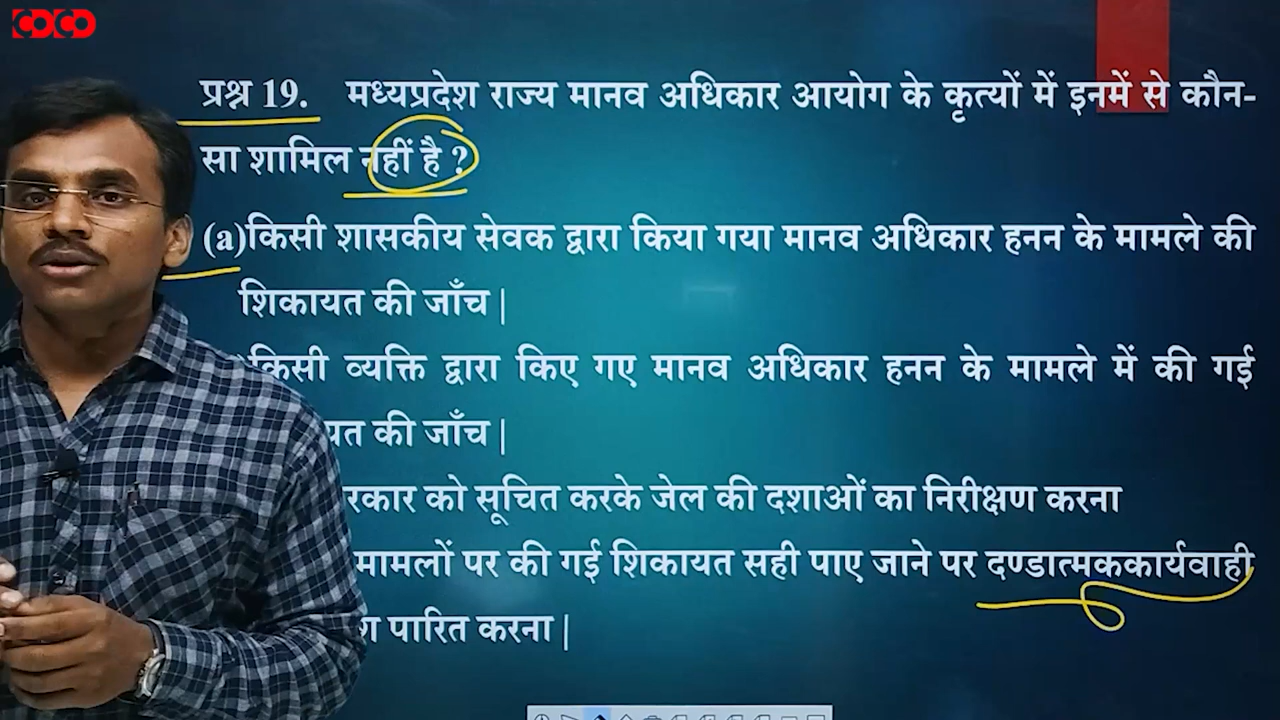 COCO
प्रश्न 19. मध्यप्रदेश राज्य मानव अधिकार आयोग के कृत्यों में इनमें से कौन-
सा शामिल नहीं है ?
(a)किसी शासकीय सेवक द्वारा किया गया मानव अधिकार हनन के मामले की
शिकायत की जाँच |
किसी व्यक्ति द्वारा किए गए मानव अधिकार हनन के मामले में की गई
की जाँच |
को सूचित करके जेल की दशाओं का निरीक्षण करना
मामलों पर की गई शिकायत सही पाए जाने पर दण्डात्मककार्यवाही
पारित करना |